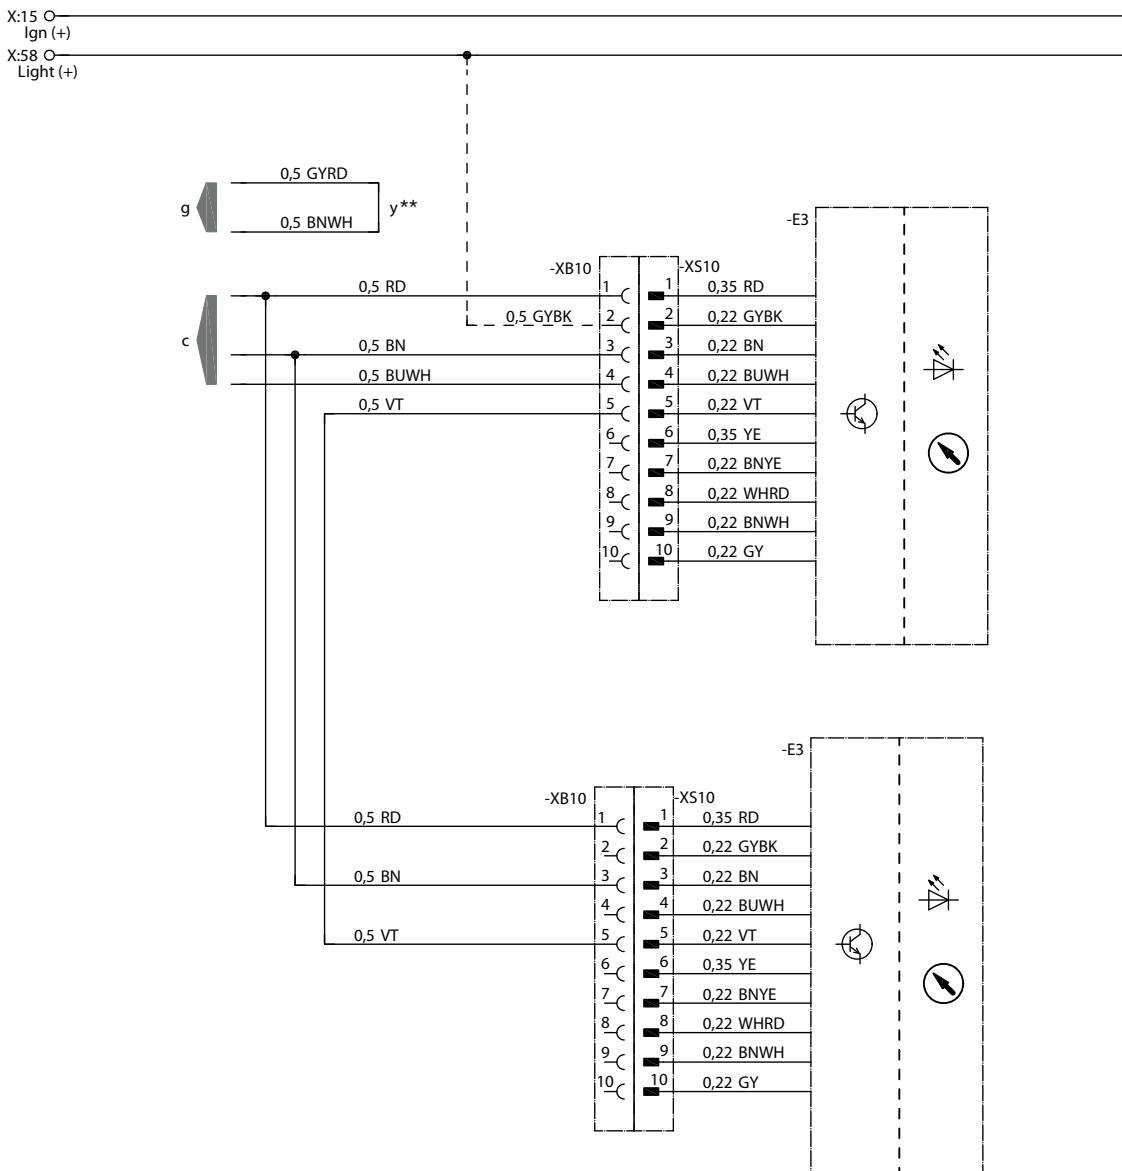 X:15
Ign (+)
X:58
Light (+)
0,5 GYRD
g
y**
0,5 BNWH
-E3
-XB10
-XS10
c
0,5 RD
1
1
0,35 RD
0,5 GYBK
2
2
0,22 GYBK
0,5 BN
3
3
0,22 BN
0,5 BUWH
4
4
0,22 BUWH
0,5 VT
5
5
0,22 VT
6
6
0,35 YE
7
7
0,22 BNYE
8
8
0,22 WHRD
9
9
0,22 BNWH
10
10
0,22 GY
-E3
-XB10
-XS10
0,5 RD
1
1
0,35 RD
2
2
0,22 GYBK
0,5 BN
3
3
0,22 BN
4
4
0,22 BUWH
0,5 VT
5
5
0,22 VT
6
6
0,35 YE
7
7
0,22 BNYE
8
8
0,22 WHRD
9
9
0,22 BNWH
10
10
0,22 GY